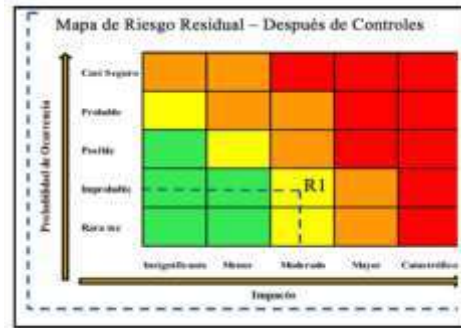 Mapa de Riesgo Residual – Después de Controles
Probabilidad de Ocurrencia
Casi Seguro
Probable
Posible
Improbable
Rara vez
R1
Insignificante
Menor
Moderado
Mayor
Catastrófico
Impacto